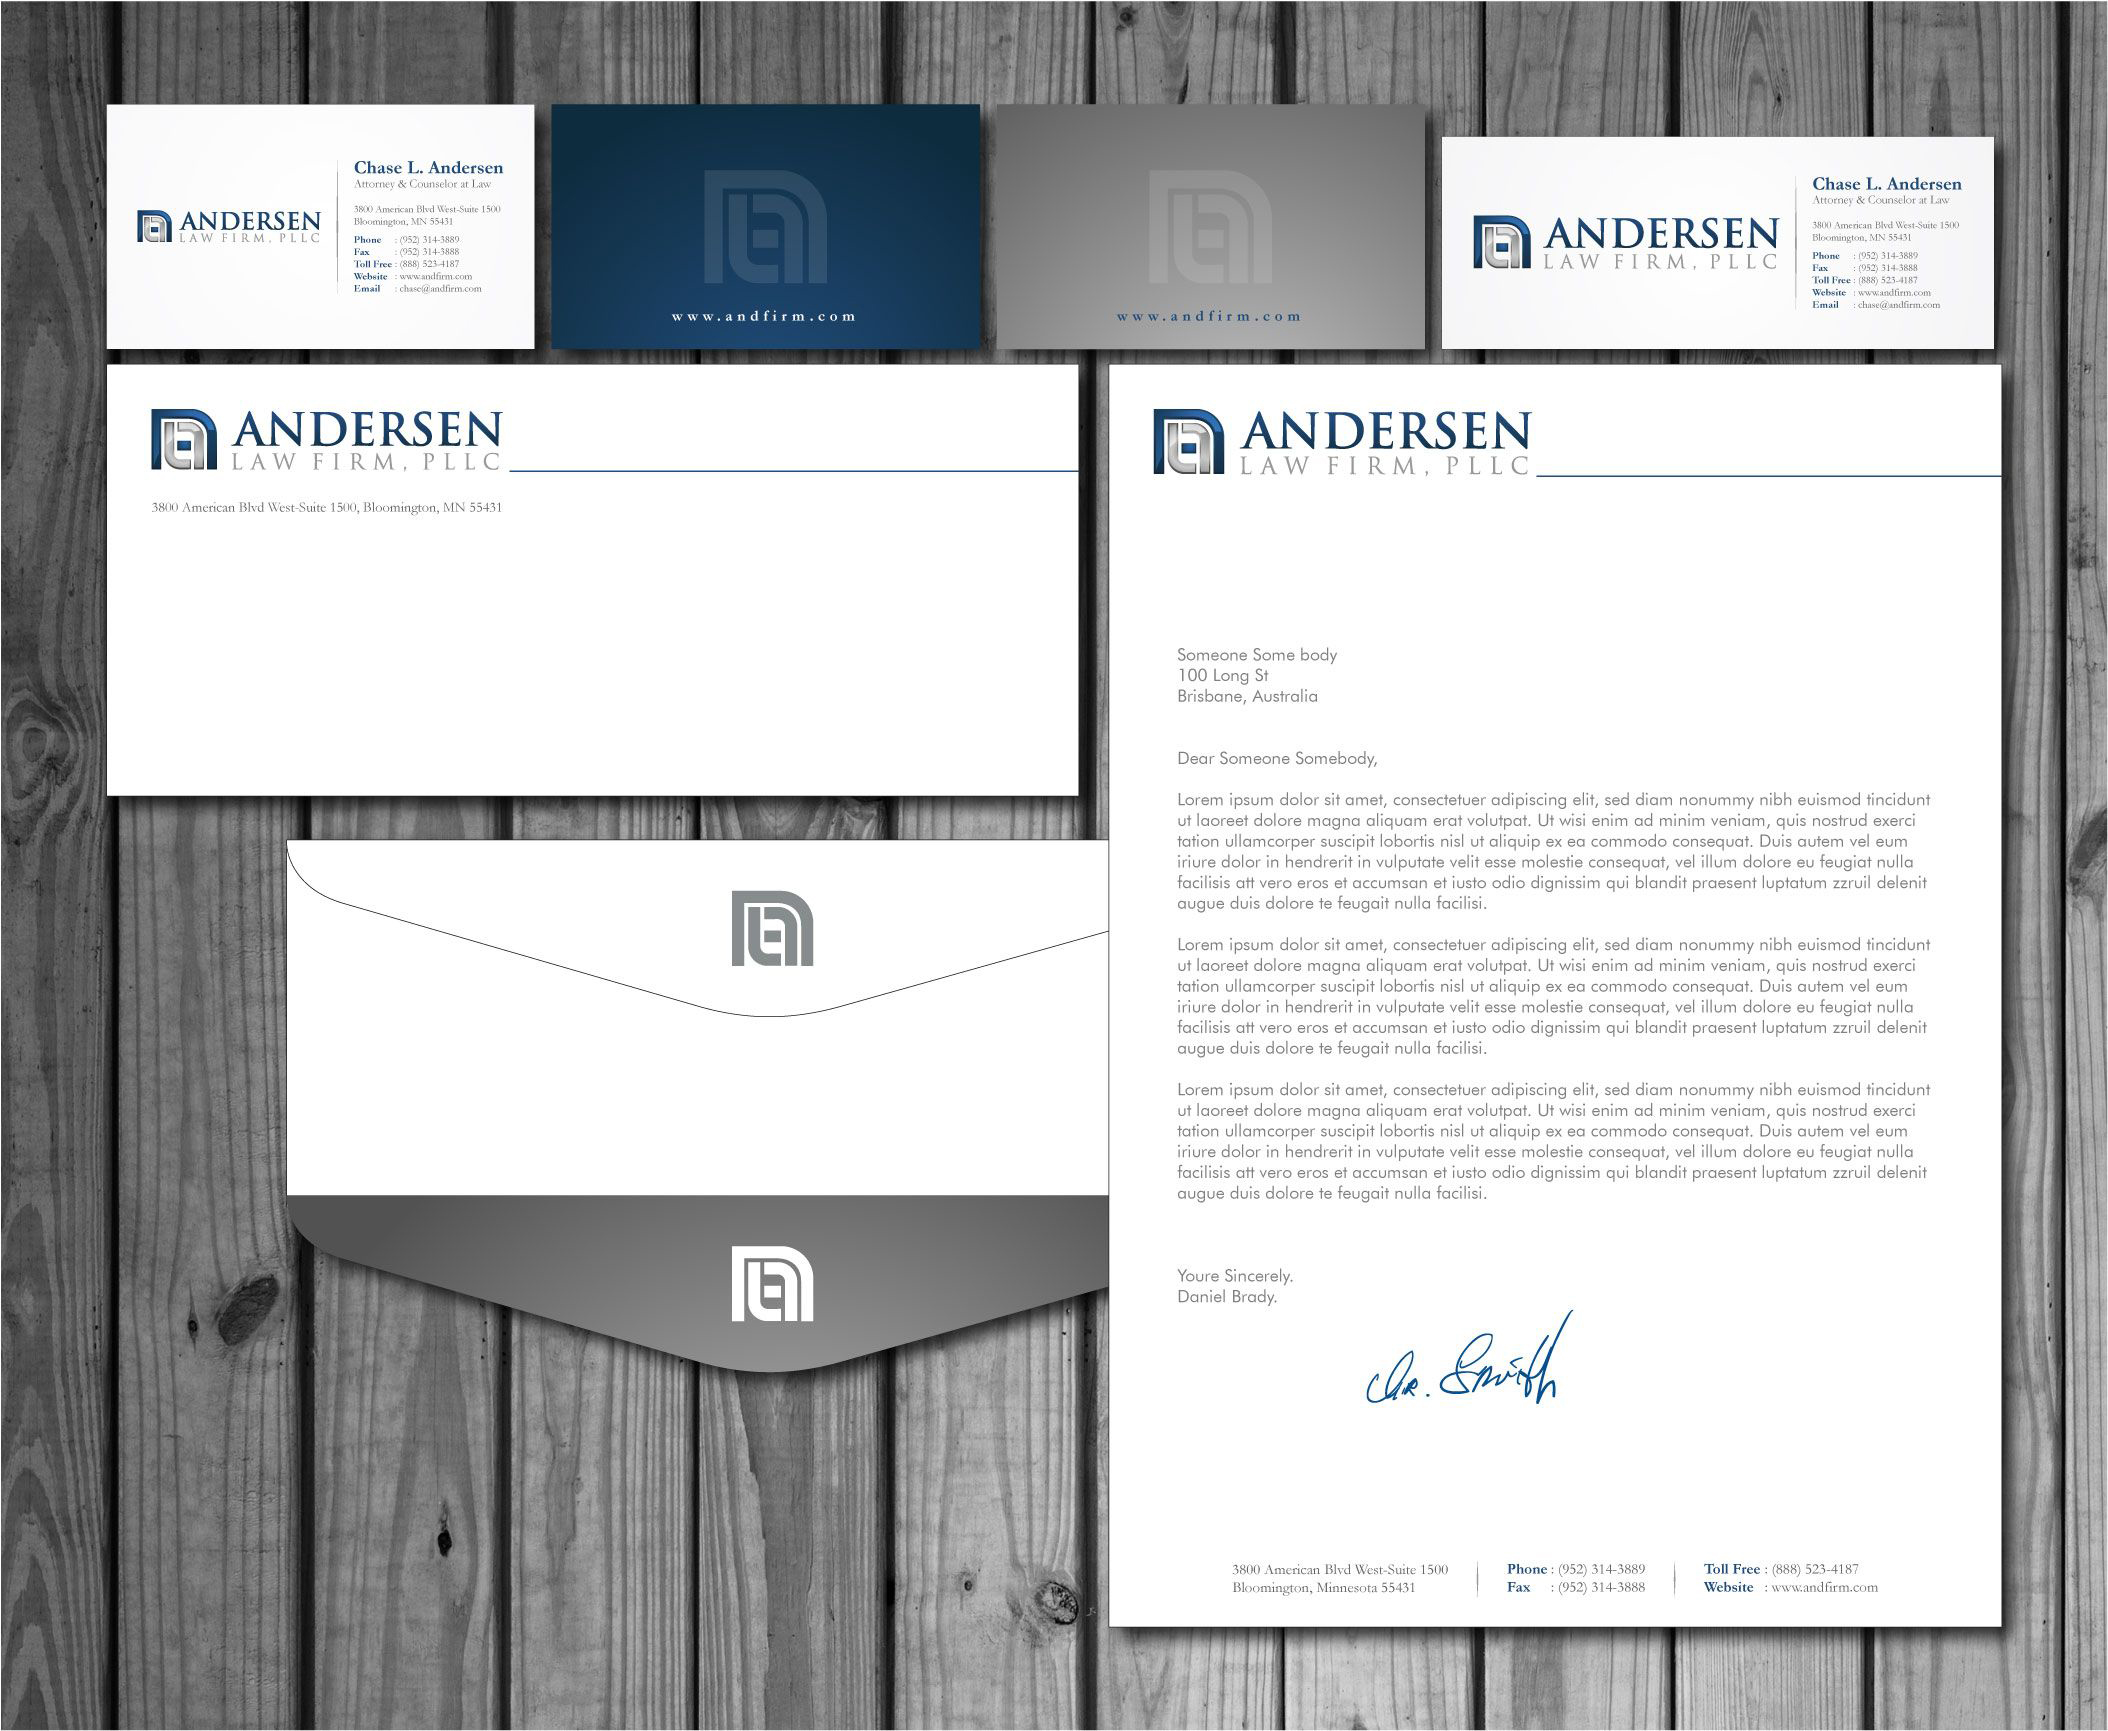 ANDERSEN
LAW FIRM, PLLC
Chase L. Andersen
Attorney & Counselor at Law
3800 American Blvd West-Suite 1500
Bloomington, MN 55431
Phone : (952) 314-3889
Fax : (952) 314-3888
Toll Free : (888) 523-4187
Website : www.andfirm.com
Email : chase@andfirm.com
www.andfirm.com
www.andfirm.com
ANDERSEN
LAW FIRM, PLLC
Chase L. Andersen
Attorney & Counselor at Law
3800 American Blvd West-Suite 1500
Bloomington, MN 55431
Phone : (952) 314-3889
Fax : (952) 314-3888
Toll Free : (888) 523-4187
Website : www.andfirm.com
Email : chase@andfirm.com
ANDERSEN
LAW FIRM, PLLC
3800 American Blvd West-Suite 1500, Bloomington, MN 55431
ANDERSEN
LAW FIRM, PLLC
Someone Some body
100 Long St
Brisbane, Australia
Dear Someone Somebody,
Lorem ipsum dolor sit amet, consectetuer adipiscing elit, sed diam nonummy nibh euismod tincidunt
ut laoreet dolore magna aliquam erat volutpat. Ut wisi enim ad minim veniam, quis nostrud exerci
tation ullamcorper suscipit lobortis nisl ut aliquip ex ea commodo consequat. Duis autem vel eum
iriure dolor in hendrerit in vulputate velit esse molestie consequat, vel illum dolore eu feugiat nulla
facilisis att vero eros et accumsan et iusto odio dignissim qui blandit praesent luptatum zzruil delenit
augue duis dolore te feugait nulla facilisi.
Lorem ipsum dolor sit amet, consectetuer adipiscing elit, sed diam nonummy nibh euismod tincidunt
ut laoreet dolore magna aliquam erat volutpat. Ut wisi enim ad minim veniam, quis nostrud exerci
tation ullamcorper suscipit lobortis nisl ut aliquip ex ea commodo consequat. Duis autem vel eum
iriure dolor in hendrerit in vulputate velit esse molestie consequat, vel illum dolore eu feugiat nulla
facilisis att vero eros et accumsan et iusto odio dignissim qui blandit praesent luptatum zzruil delenit
augue duis dolore te feugait nulla facilisi.
Lorem ipsum dolor sit amet, consectetuer adipiscing elit, sed diam nonummy nibh euismod tincidunt
ut laoreet dolore magna aliquam erat volutpat. Ut wisi enim ad minim veniam, quis nostrud exerci
tation ullamcorper suscipit lobortis nisl ut aliquip ex ea commodo consequat. Duis autem vel eum
iriure dolor in hendrerit in vulputate velit esse molestie consequat, vel illum dolore eu feugiat nulla
facilisis att vero eros et accumsan et iusto odio dignissim qui blandit praesent luptatum zzruil delenit
augue duis dolore te feugait nulla facilisi.
Youre Sincerely.
Daniel Brady.
Smith
3800 American Blvd West-Suite 1500
Bloomington, Minnesota 55431
Phone : (952) 314-3889
Fax : (952) 314-3888
Toll Free : (888) 523-4187
Website : www.andfirm.com